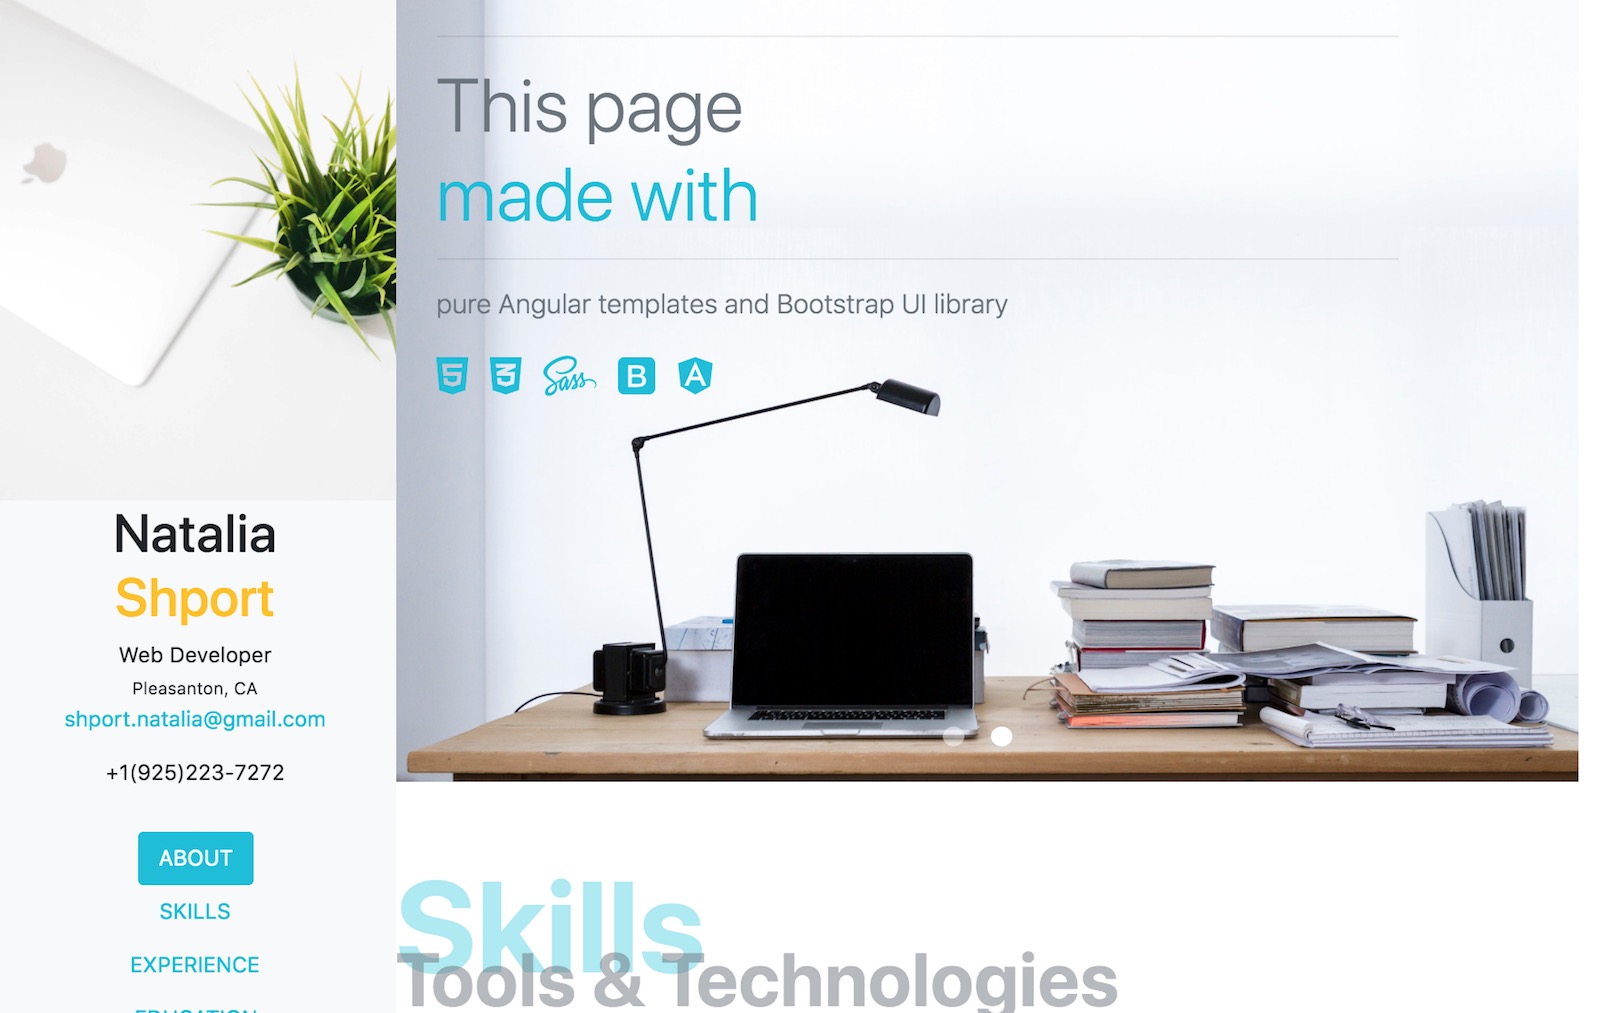 This page
made with
pure Angular templates and Bootstrap UI library
5 3 Sass B A
Natalia
Shport
Web Developer
Pleasanton, CA
shport.natalia@gmail.com
+1(925)223-7272
ABOUT
SKILLS
EXPERIENCE
EDUCATION
Skills
Tools & Technologies